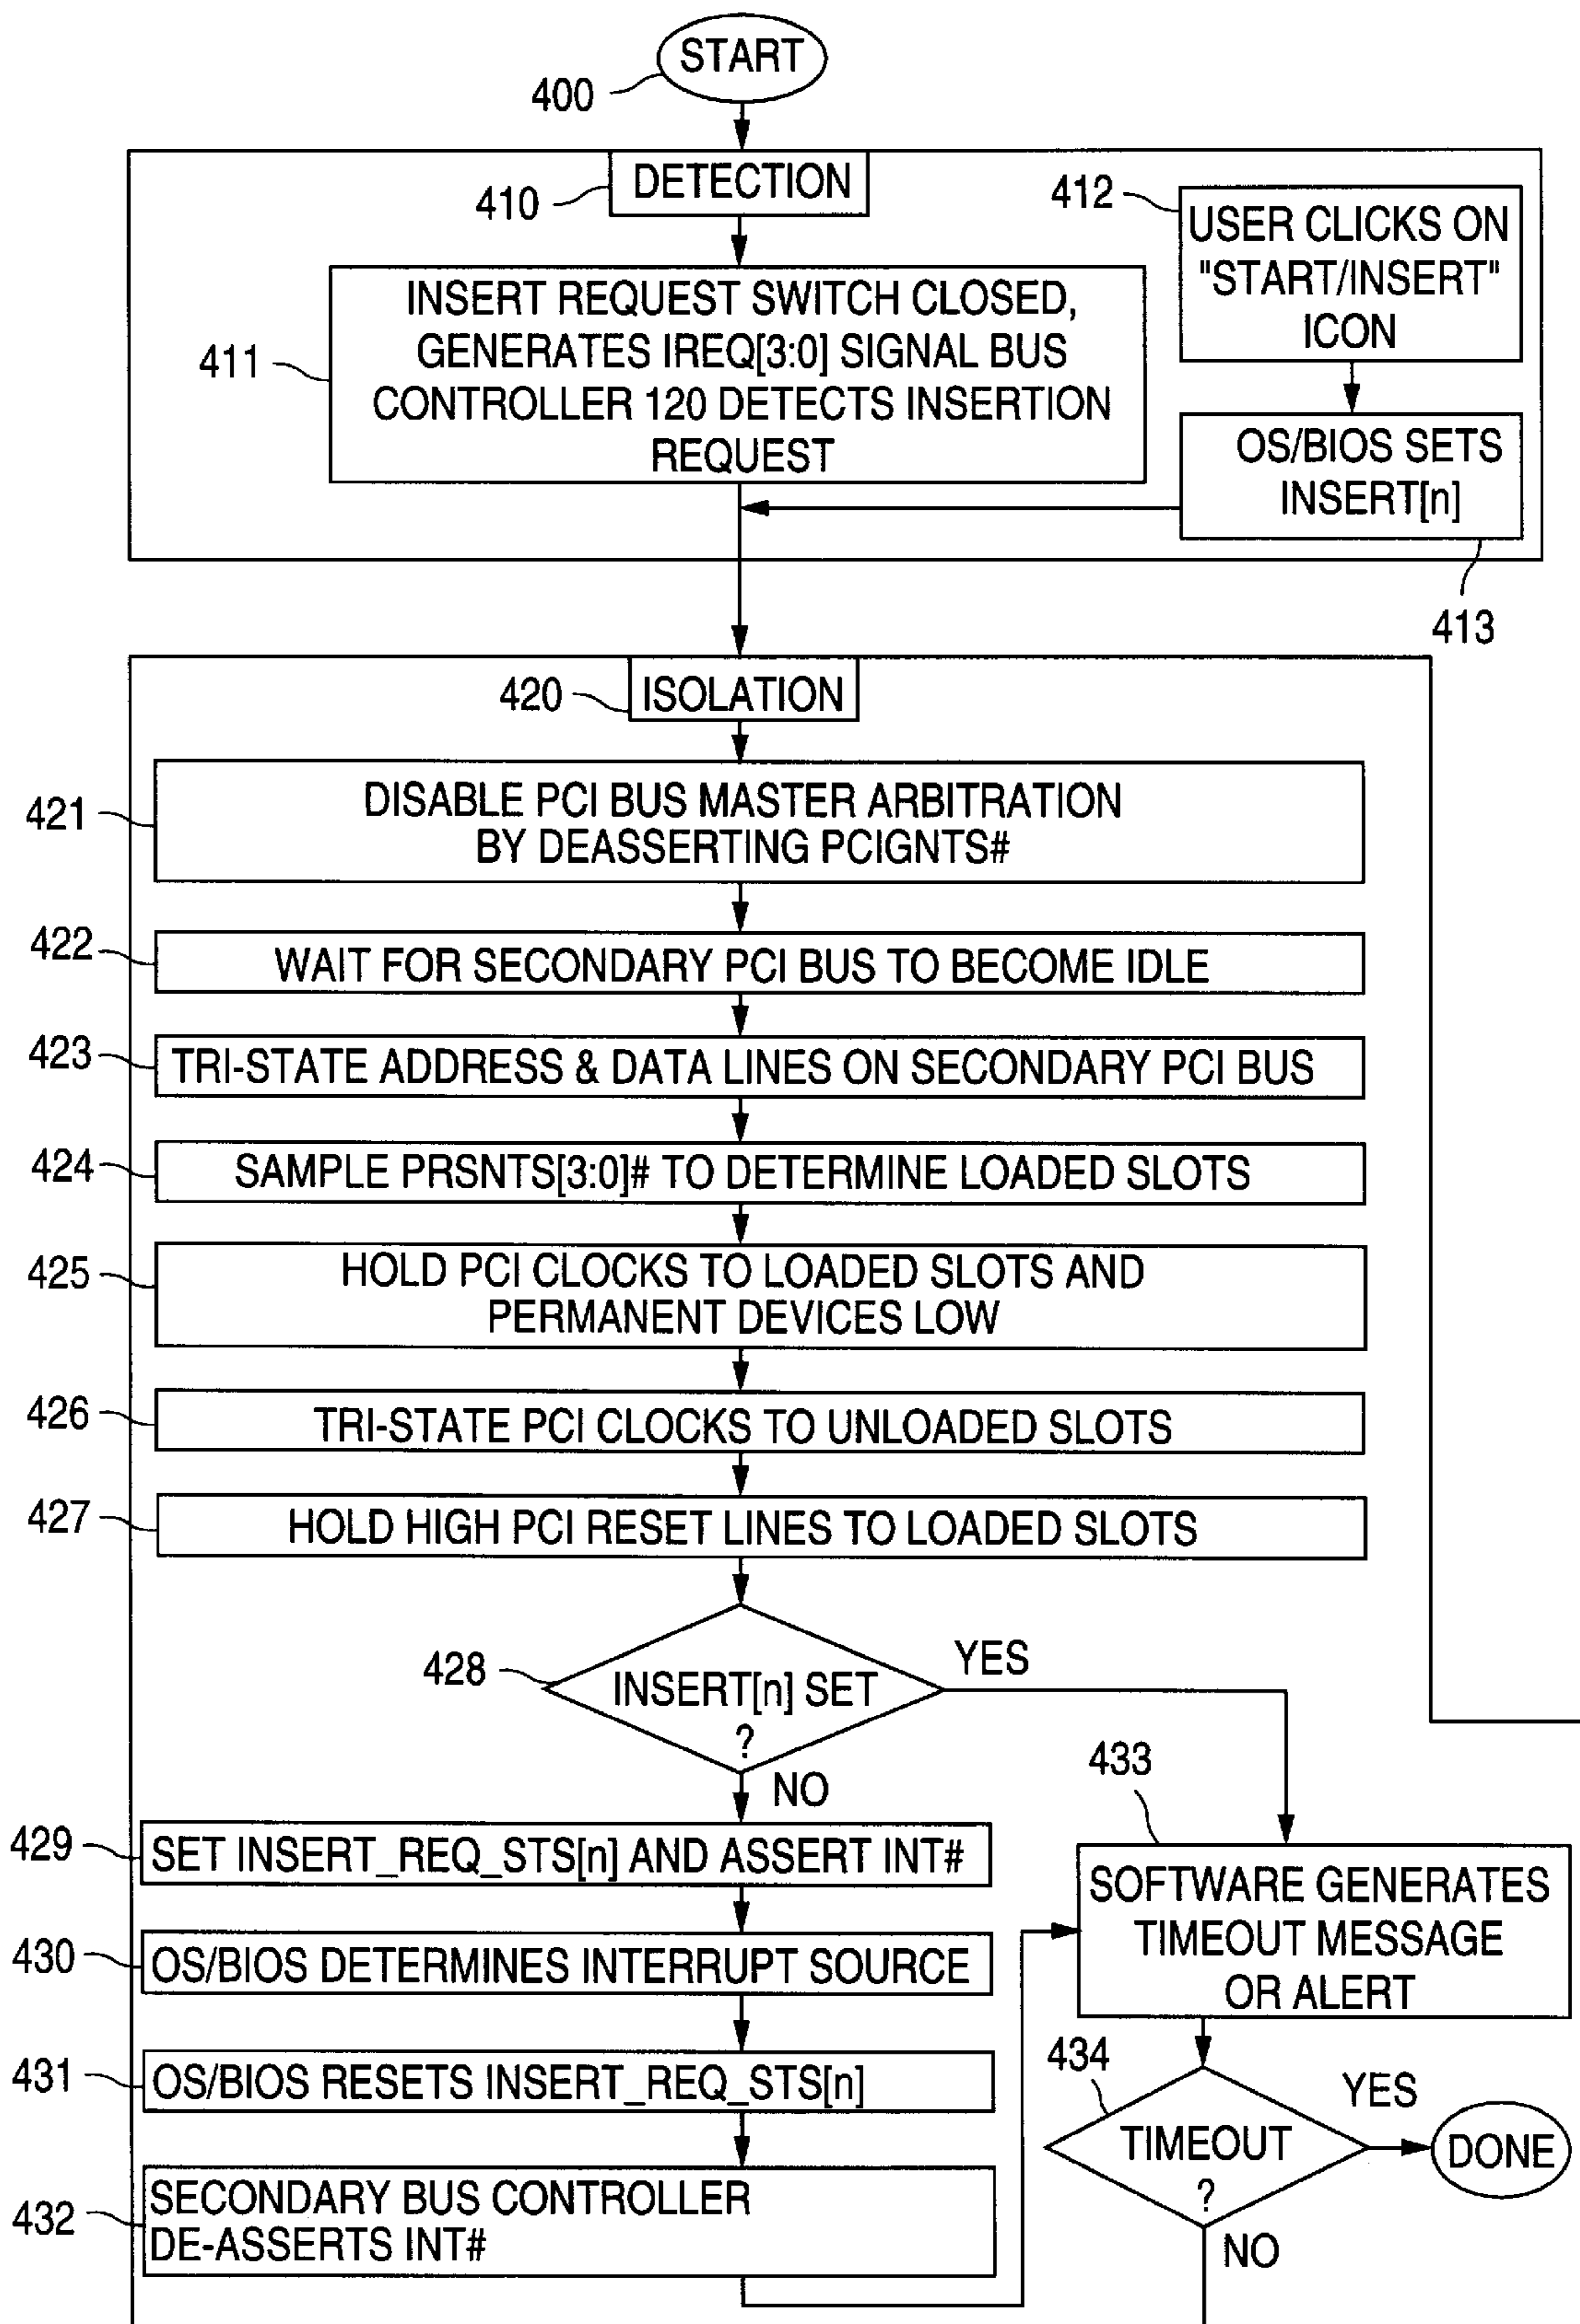 START
400
DETECTION
410
412
USER CLICKS ON
"START/INSERT"
ICON
INSERT REQUEST SWITCH CLOSED,
GENERATES IREQ[3:0] SIGNAL BUS
CONTROLLER 120 DETECTS INSERTION
REQUEST
411
OS/BIOS SETS
INSERT[n]
413
420
ISOLATION
421
DISABLE PCI BUS MASTER ARBITRATION
BY DEASSERTING PCIGNTS#
422
WAIT FOR SECONDARY PCI BUS TO BECOME IDLE
423
TRI-STATE ADDRESS & DATA LINES ON SECONDARY PCI BUS
424
SAMPLE PRSNTS[3:0]# TO DETERMINE LOADED SLOTS
425
HOLD PCI CLOCKS TO LOADED SLOTS AND
PERMANENT DEVICES LOW
426
TRI-STATE PCI CLOCKS TO UNLOADED SLOTS
427
HOLD HIGH PCI RESET LINES TO LOADED SLOTS
428
INSERT[n] SET
?
YES
NO
433
429
SET INSERT_REQ_STS[n] AND ASSERT INT#
SOFTWARE GENERATES
TIMEOUT MESSAGE
OR ALERT
430
OS/BIOS DETERMINES INTERRUPT SOURCE
431
OS/BIOS RESETS INSERT_REQ_STS[n]
434
TIMEOUT
?
YES
DONE
432
SECONDARY BUS CONTROLLER
DE-ASSERTS INT#
NO